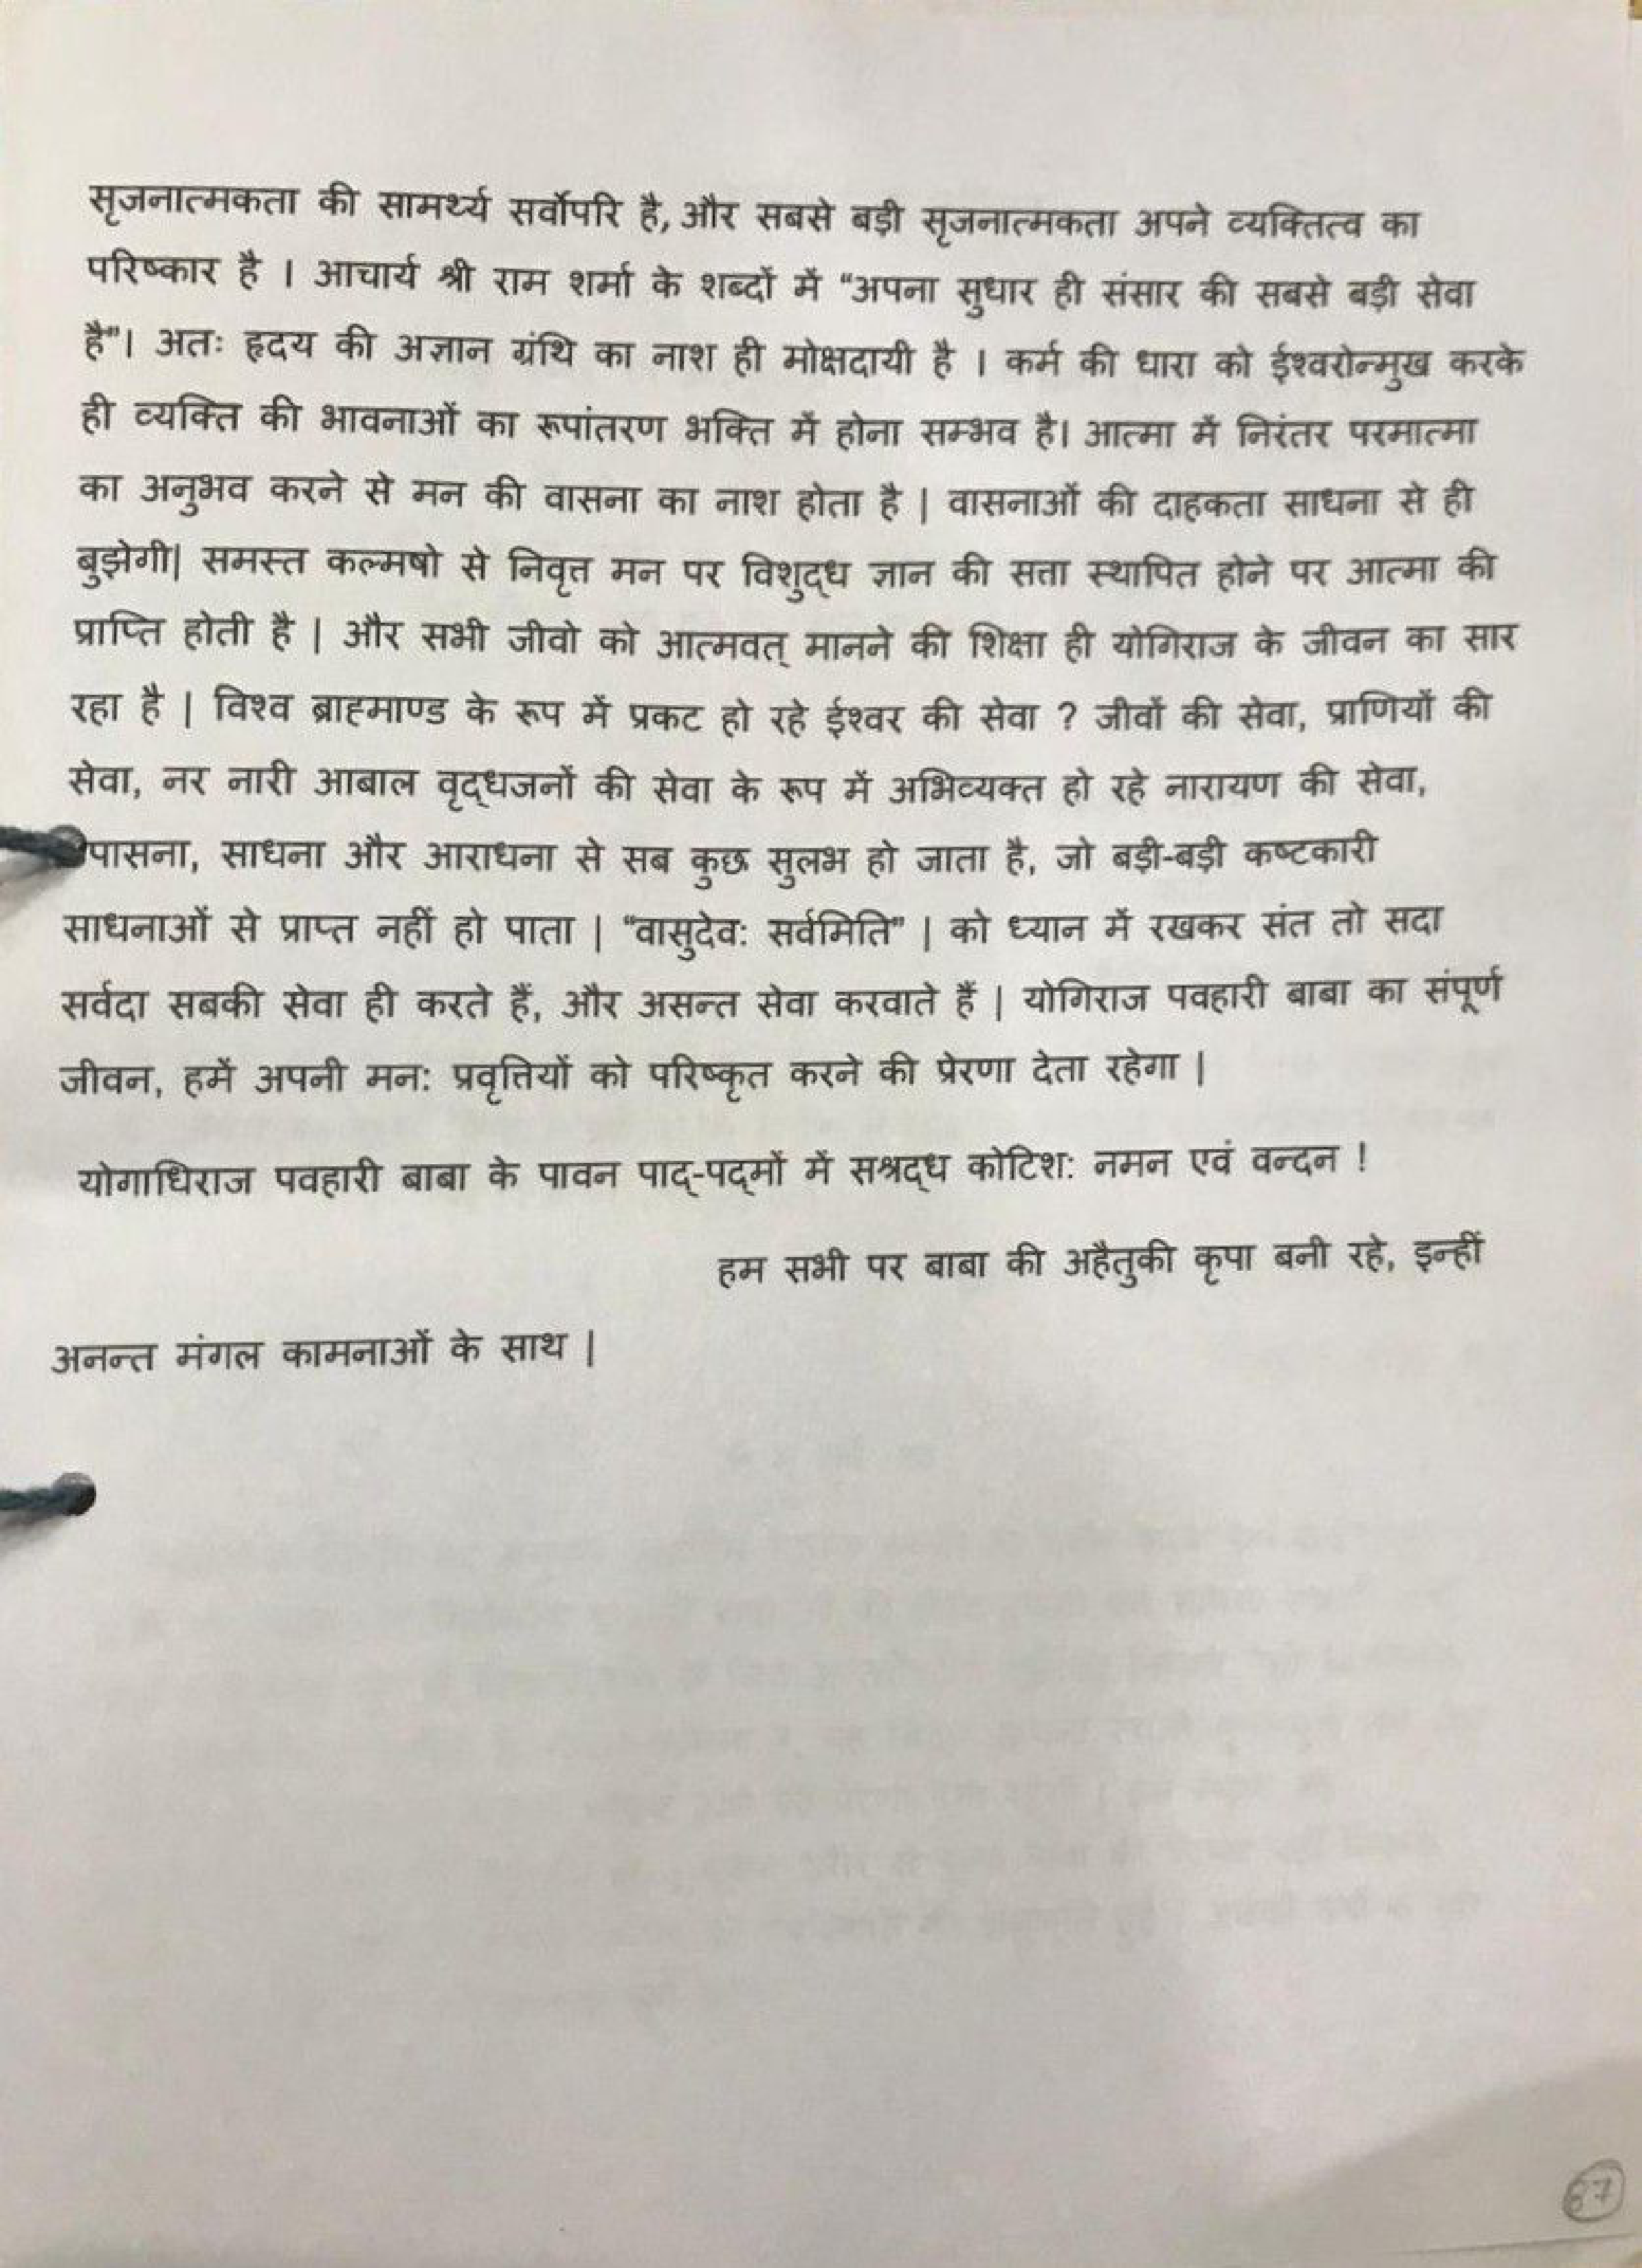 सृजनात्मकता की सामर्थ्य सर्वोपरि है, और सबसे बड़ी सृजनात्मकता अपने व्यक्तित्व का
परिष्कार है । आचार्य श्री राम शर्मा के शब्दों में “अपना सुधार ही संसार की सबसे बड़ी सेवा
है”। अतः हृदय की अज्ञान ग्रंथि का नाश ही मोक्षदायी है । कर्म की धारा को ईश्वरोन्मुख करके
ही व्यक्ति की भावनाओं का रूपांतरण भक्ति में होना सम्भव है। आत्मा में निरंतर परमात्मा
का अनुभव करने से मन की वासना का नाश होता है | वासनाओं की दाहकता साधना से ही
बुझेगी| समस्त कल्मषो से निवृत्त मन पर विशुद्ध ज्ञान की सत्ता स्थापित होने पर आत्मा की
प्राप्ति होती है | और सभी जीवो को आत्मवत् मानने की शिक्षा ही योगिराज के जीवन का सार
रहा है | विश्व ब्राह्माण्ड के रूप में प्रकट हो रहे ईश्वर की सेवा ? जीवों की सेवा, प्राणियों की
सेवा, नर नारी आबाल वृद्धजनों की सेवा के रूप में अभिव्यक्त हो रहे नारायण की सेवा,
पासना, साधना और आराधना से सब कुछ सुलभ हो जाता है, जो बड़ी-बड़ी कष्टकारी
साधनाओं से प्राप्त नहीं हो पाता | “वासुदेव: सर्वमिति” | को ध्यान में रखकर संत तो सदा
सर्वदा सबकी सेवा ही करते हैं, और असन्त सेवा करवाते हैं | योगिराज पवहारी बाबा का संपूर्ण
जीवन, हमें अपनी मन: प्रवृत्तियों को परिष्कृत करने की प्रेरणा देता रहेगा |
योगाधिराज पवहारी बाबा के पावन पाद्-पद्मों में सश्रद्ध कोटिश: नमन एवं वन्दन !
हम सभी पर बाबा की अहैतुकी कृपा बनी रहे, इन्हीं
अनन्त मंगल कामनाओं के साथ |
87